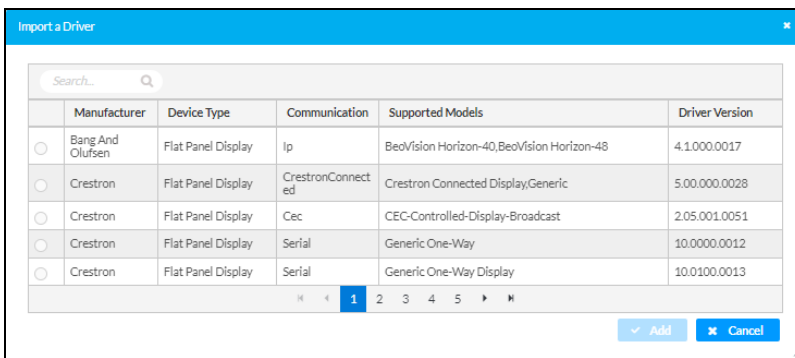 Import a Driver
Search...
Manufacturer Device Type Communication Supported Models Driver Version
Bang And
Olufsen Flat Panel Display Ip BeoVision Horizon-40,BeoVision Horizon-48 4.1.000.0017
Crestron Flat Panel Display CrestronConnect
ed Crestron Connected Display,Generic 5.00.000.0028
Crestron Flat Panel Display Cec CEC-Controlled-Display-Broadcast 2.05.001.0051
Crestron Flat Panel Display Serial Generic One-Way 10.0000.0012
Crestron Flat Panel Display Serial Generic One-Way Display 10.0100.0013
1 2 3 4 5
Add Cancel